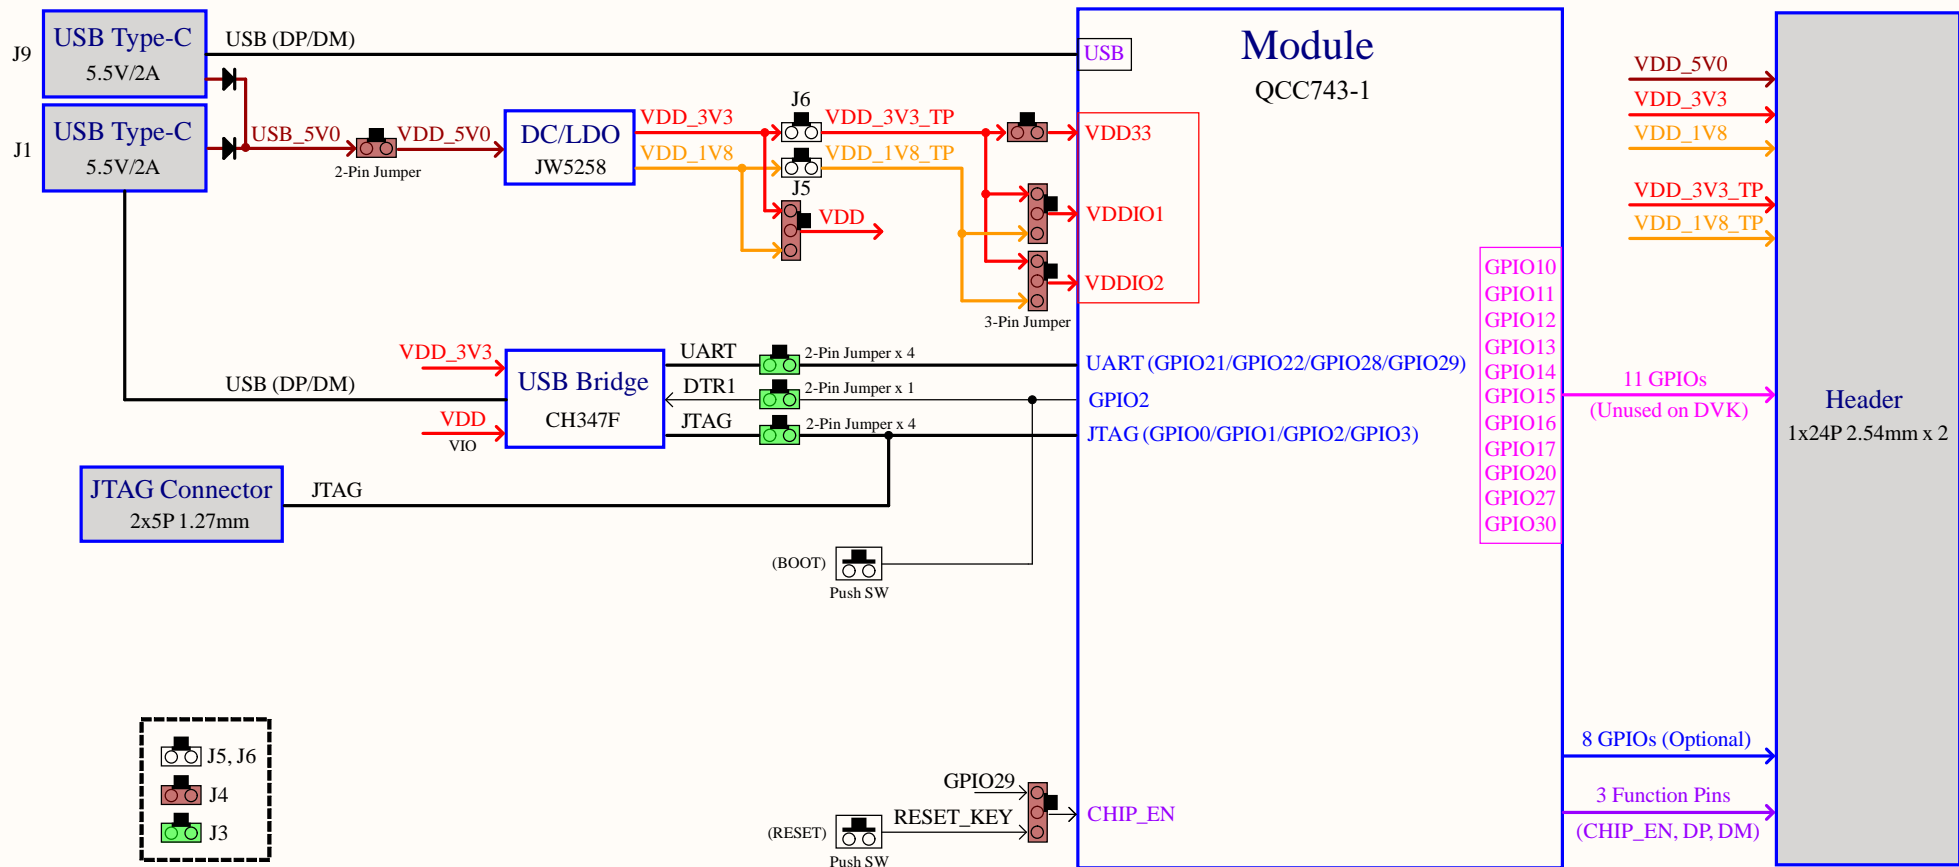 J9
USB Type-C
5.5V/2A
USB (DP/DM)
J1
USB Type-C
5.5V/2A
USB_5V0
2-Pin Jumper
VDD_5V0
DC/LDO
JW5258
VDD_3V3
VDD_1V8
J6
J5
VDD_3V3_TP
VDD_1V8_TP
VDD
3-Pin Jumper
Module
QCC743-1
USB
VDD33
VDDIO1
VDDIO2
USB (DP/DM)
VDD_3V3
VDD
VIO
USB Bridge
CH347F
UART
2-Pin Jumper x 4
UART (GPIO21/GPIO22/GPIO28/GPIO29)
DTR1
2-Pin Jumper x 1
GPIO2
JTAG
2-Pin Jumper x 4
JTAG (GPIO0/GPIO1/GPIO2/GPIO3)
JTAG Connector
2x5P 1.27mm
JTAG
(BOOT)
Push SW
GPIO10
GPIO11
GPIO12
GPIO13
GPIO14
GPIO15
GPIO16
GPIO17
GPIO20
GPIO27
GPIO30
VDD_5V0
VDD_3V3
VDD_1V8
VDD_3V3_TP
VDD_1V8_TP
11 GPIOs
(Unused on DVK)
Header
1x24P 2.54mm x 2
8 GPIOs (Optional)
3 Function Pins
(CHIP_EN, DP, DM)
GPIO29
RESET_KEY
CHIP_EN
(RESET)
Push SW
J5, J6
J4
J3